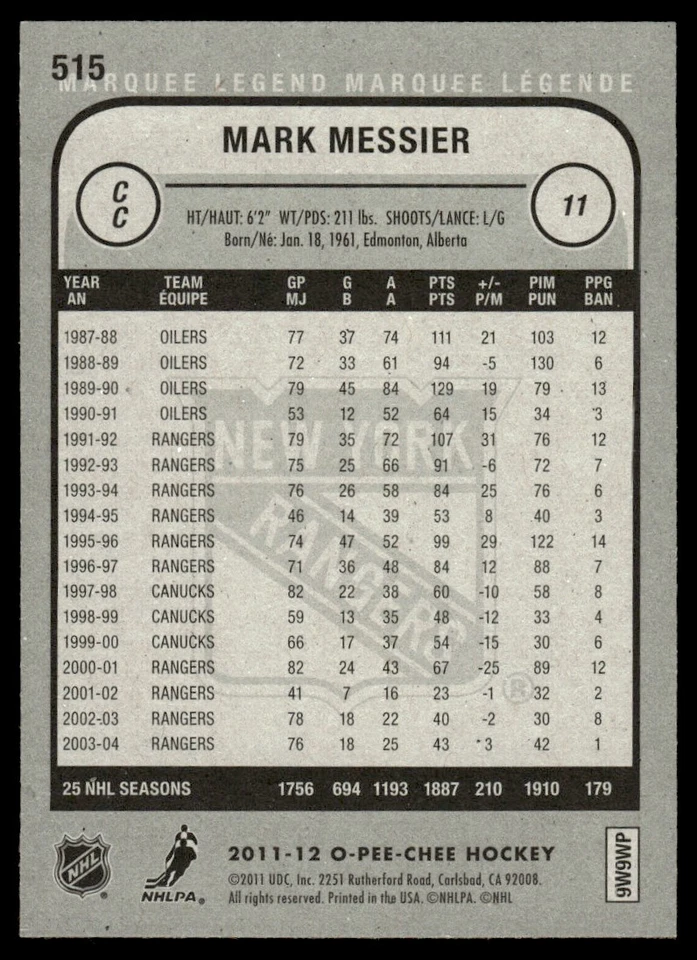 515
MARQUEE LEGEND MARQUEE LÉGENDE
MARK MESSIER
C
C
11
HT/HAUT: 6'2" WT/PDS: 211 lbs. SHOOTS/LANCE: L/G
Born/Né: Jan. 18, 1961, Edmonton, Alberta
YEAR TEAM GP G A PTS +/- PIM PPG
AN ÉQUIPE MJ B A PTS P/M PUN BAN
1987-88 OILERS 77 37 74 111 21 103 12
1988-89 OILERS 72 33 61 94 -5 130 6
1989-90 OILERS 79 45 84 129 19 79 13
1990-91 OILERS 53 12 52 64 15 34 3
1991-92 RANGERS 79 35 72 107 31 76 12
1992-93 RANGERS 75 25 66 91 -6 72 7
1993-94 RANGERS 76 26 58 84 25 76 6
1994-95 RANGERS 46 14 39 53 8 40 3
1995-96 RANGERS 74 47 52 99 29 122 14
1996-97 RANGERS 71 36 48 84 12 88 7
1997-98 CANUCKS 82 22 38 60 -10 58 8
1998-99 CANUCKS 59 13 35 48 -12 33 4
1999-00 CANUCKS 66 17 37 54 -15 30 6
2000-01 RANGERS 82 24 43 67 -25 89 12
2001-02 RANGERS 41 7 16 23 -1 32 2
2002-03 RANGERS 78 18 22 40 -2 30 8
2003-04 RANGERS 76 18 25 43 3 42 1
NEW YORK
RANGERS
®
25 NHL SEASONS 1756 694 1193 1887 210 1910 179
NHL
NHLPA®
2011-12 O-PEE-CHEE HOCKEY
©2011 UDC, Inc. 2251 Rutherford Road, Carlsbad, CA 92008.
All rights reserved. Printed in the USA. ©NHLPA. ©NHL
9W9WP